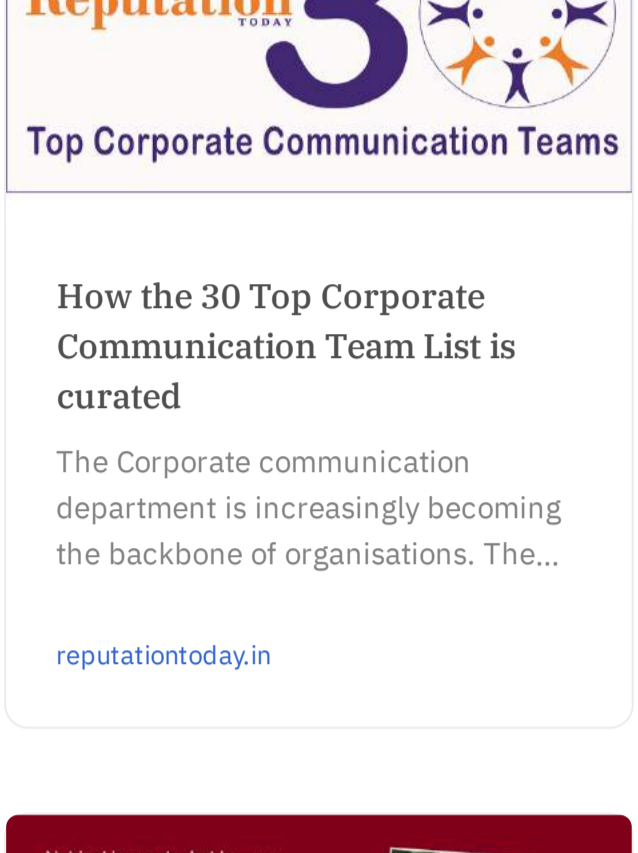 Reputation
TODAY
30
Top Corporate Communication Teams
How the 30 Top Corporate
Communication Team List is
curated
The Corporate communication
department is increasingly becoming
the backbone of organisations. The...
reputationtoday.in